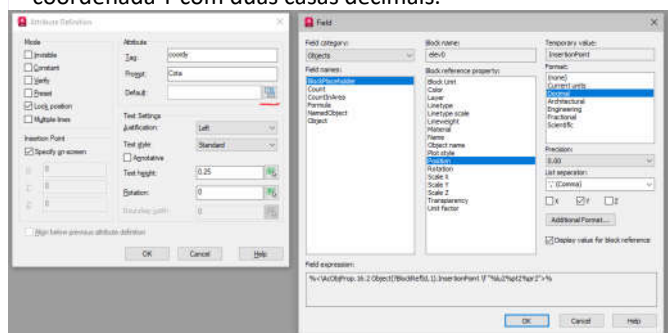 coordenada Y com duas casas decimais.
Attribute Definition
Mode
Invisible
Constant
Verify
Preset
Lock position
Multiple lines
Insertion Point
Specify on-screen
0
0
0
Align below previous attribute definition
Attribute
Tag:
coordy
Prompt:
Cota
Default:
Text Settings
Justification:
Left
Text style:
Standard
Annotative
Text height:
0.25
Rotation:
0
Boundary width:
0
OK
Cancel
Help
Field
Field category:
Objects
Field names:
BlockPlaceholder
Count
CountInArea
Formula
NamedObject
Object
Block name:
elev0
Block reference property:
Block Unit
Color
Layer
Linetype
Linetype scale
Lineweight
Material
Name
Object name
Plot style
Position
Rotation
Scale X
Scale Y
Scale Z
Transparency
Unit factor
Temporary value:
InsertionPoint
Format:
(none)
Current units
Decimal
Architectural
Engineering
Fractional
Scientific
Precision:
0.00
List separator:
',' (Comma)
X
Y
Z
Additional Format...
Display value for block reference
Field expression:
%<\AcObjProp.16.2 Object(?BlockRefId,1).InsertionPoint \f "%lu2%pt2%pr2">%
OK
Cancel
Help